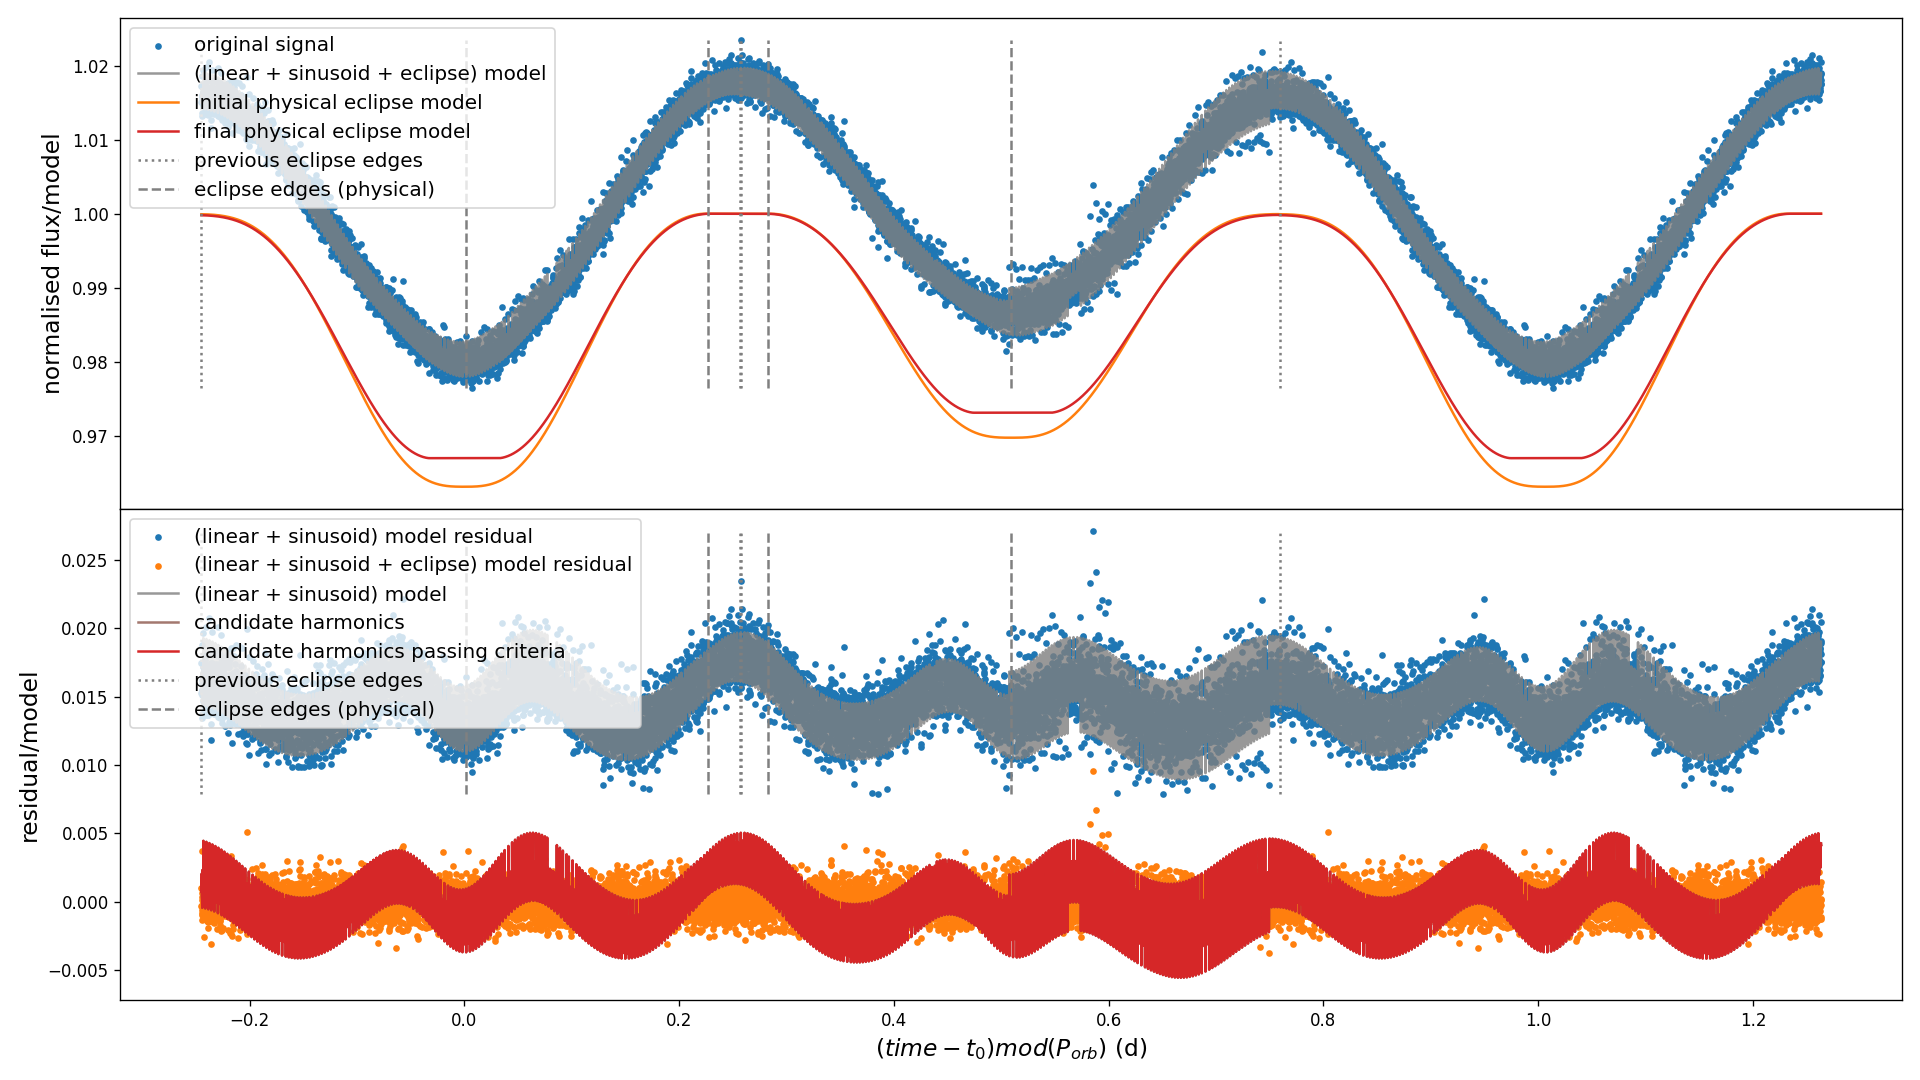 original signal
(linear + sinusoid + eclipse) model
initial physical eclipse model
final physical eclipse model
previous eclipse edges
eclipse edges (physical)
normalised flux/model
1.02
1.01
1.00
0.99
0.98
0.97
(linear + sinusoid) model residual
(linear + sinusoid + eclipse) model residual
(linear + sinusoid) model
candidate harmonics
candidate harmonics passing criteria
previous eclipse edges
eclipse edges (physical)
residual/model
0.025
0.020
0.015
0.010
0.005
0.000
−0.005
−0.2 0.0 0.2 0.4 0.6 0.8 1.0 1.2
(time − t₀)mod(P_orb) (d)